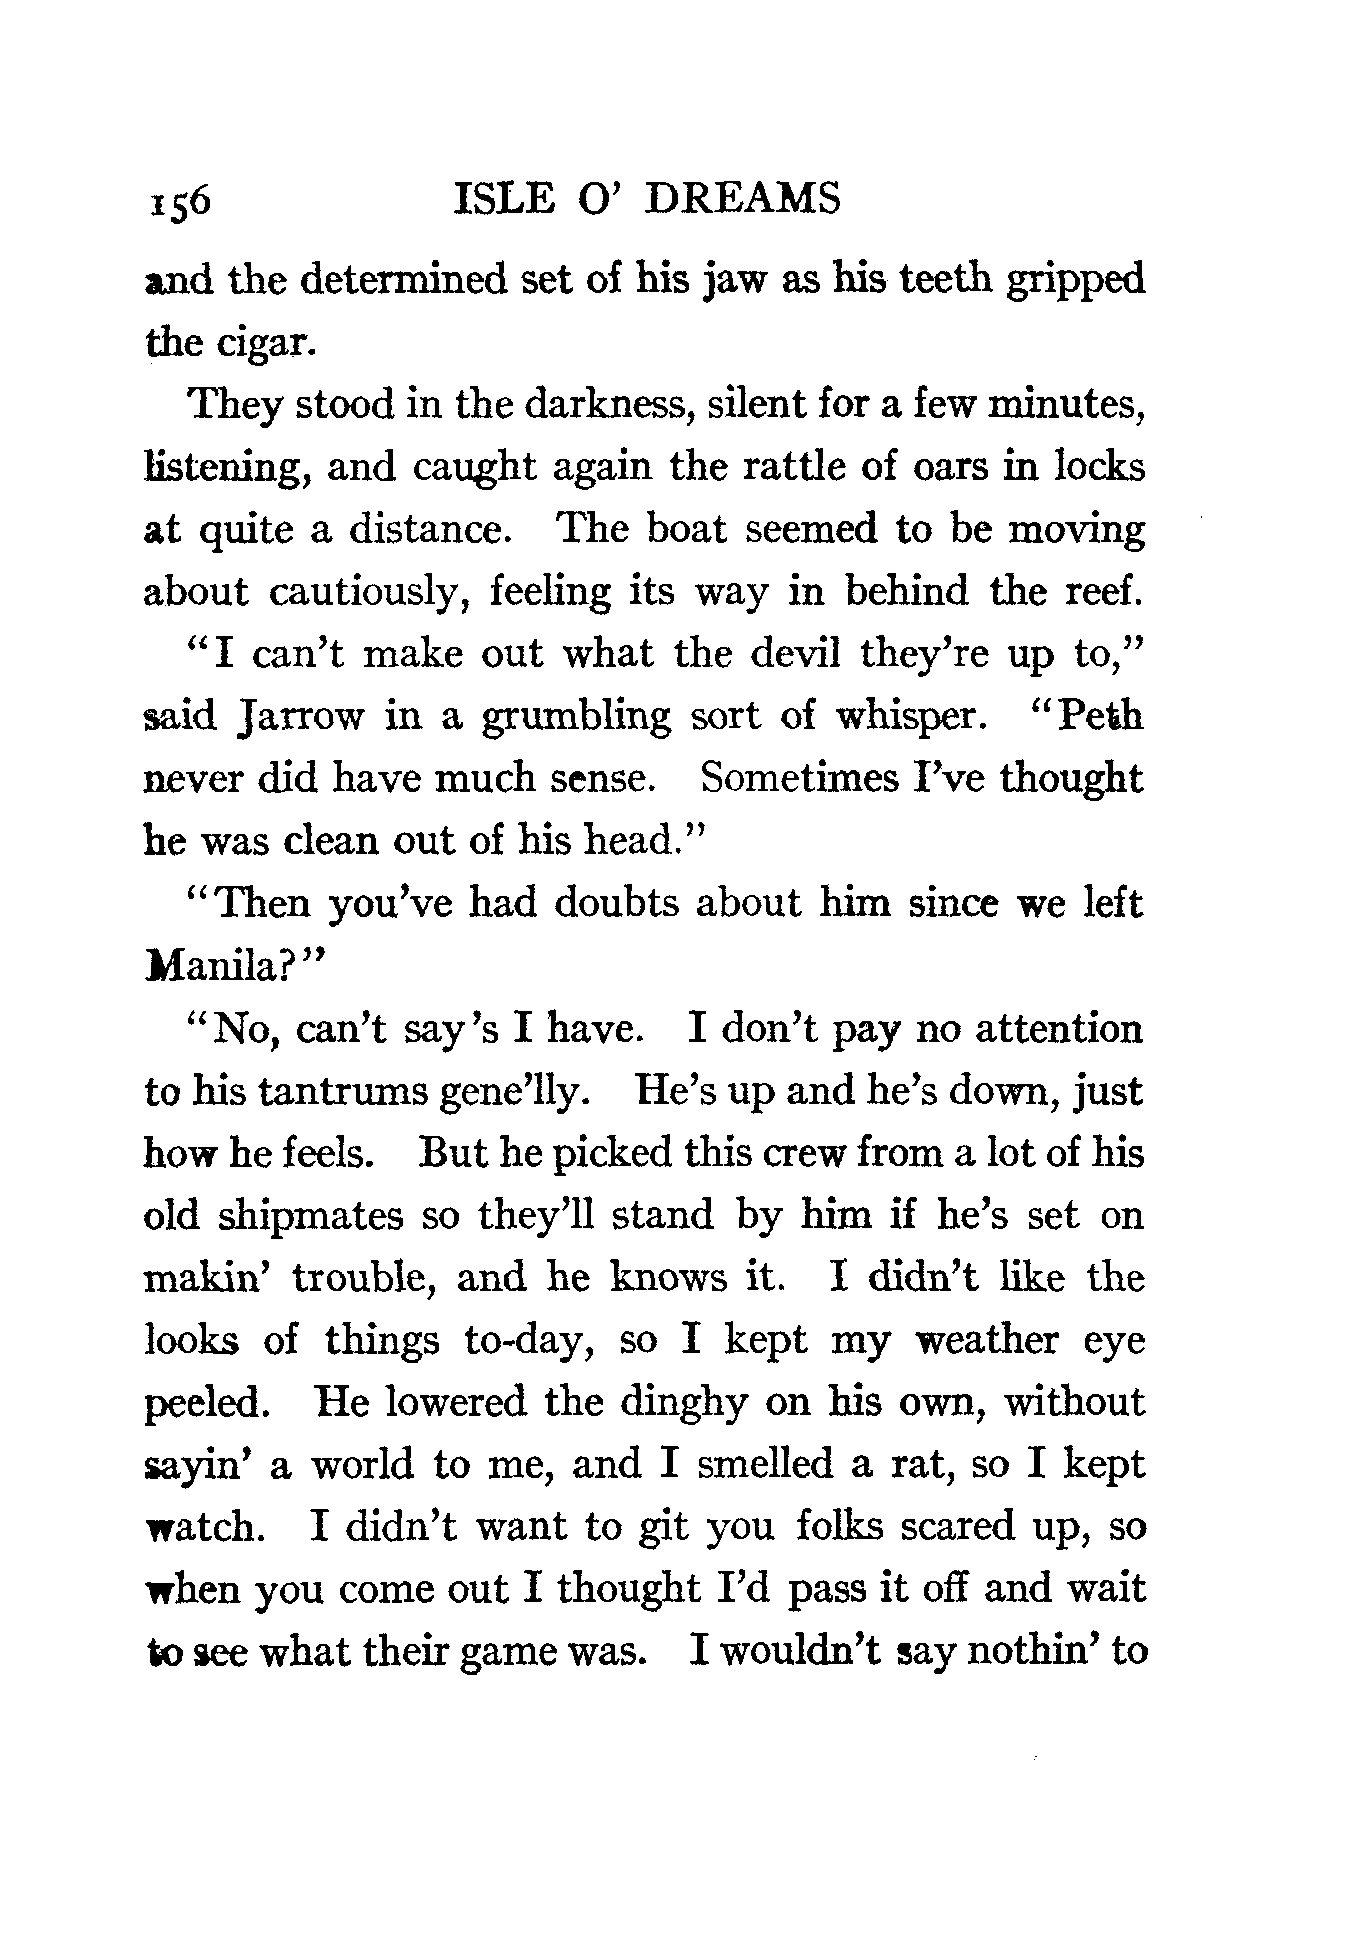 156 ISLE O' DREAMS
and the determined set of his jaw as his teeth gripped
the cigar.
They stood in the darkness, silent for a few minutes,
listening, and caught again the rattle of oars in locks
at quite a distance. The boat seemed to be moving
about cautiously, feeling its way in behind the reef.
"I can't make out what the devil they're up to,"
said Jarrow in a grumbling sort of whisper. "Peth
never did have much sense. Sometimes I've thought
he was clean out of his head."
"Then you've had doubts about him since we left
Manila?"
"No, can't say's I have. I don't pay no attention
to his tantrums gene'lly. He's up and he's down, just
how he feels. But he picked this crew from a lot of his
old shipmates so they'll stand by him if he's set on
makin' trouble, and he knows it. I didn't like the
looks of things to-day, so I kept my weather eye
peeled. He lowered the dinghy on his own, without
sayin' a world to me, and I smelled a rat, so I kept
watch. I didn't want to git you folks scared up, so
when you come out I thought I'd pass it off and wait
to see what their game was. I wouldn't say nothin' to